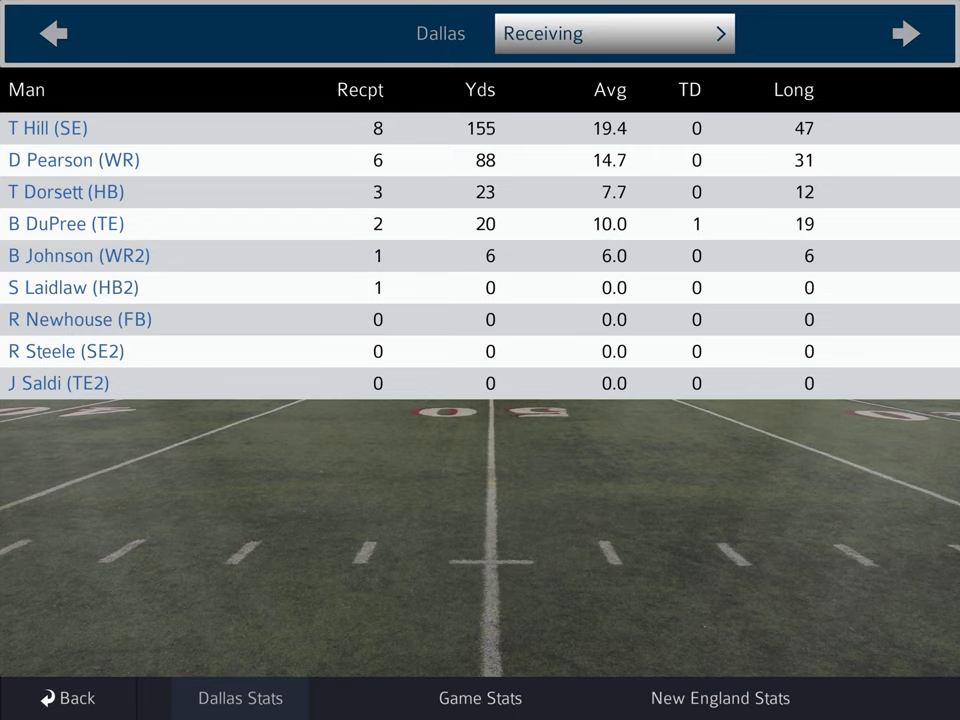 Dallas Receiving
Man Recpt Yds Avg TD Long
T Hill (SE) 8 155 19.4 0 47
D Pearson (WR) 6 88 14.7 0 31
T Dorsett (HB) 3 23 7.7 0 12
B DuPree (TE) 2 20 10.0 1 19
B Johnson (WR2) 1 6 6.0 0 6
S Laidlaw (HB2) 1 0 0.0 0 0
R Newhouse (FB) 0 0 0.0 0 0
R Steele (SE2) 0 0 0.0 0 0
J Saldi (TE2) 0 0 0.0 0 0
5 0
Back Dallas Stats Game Stats New England Stats